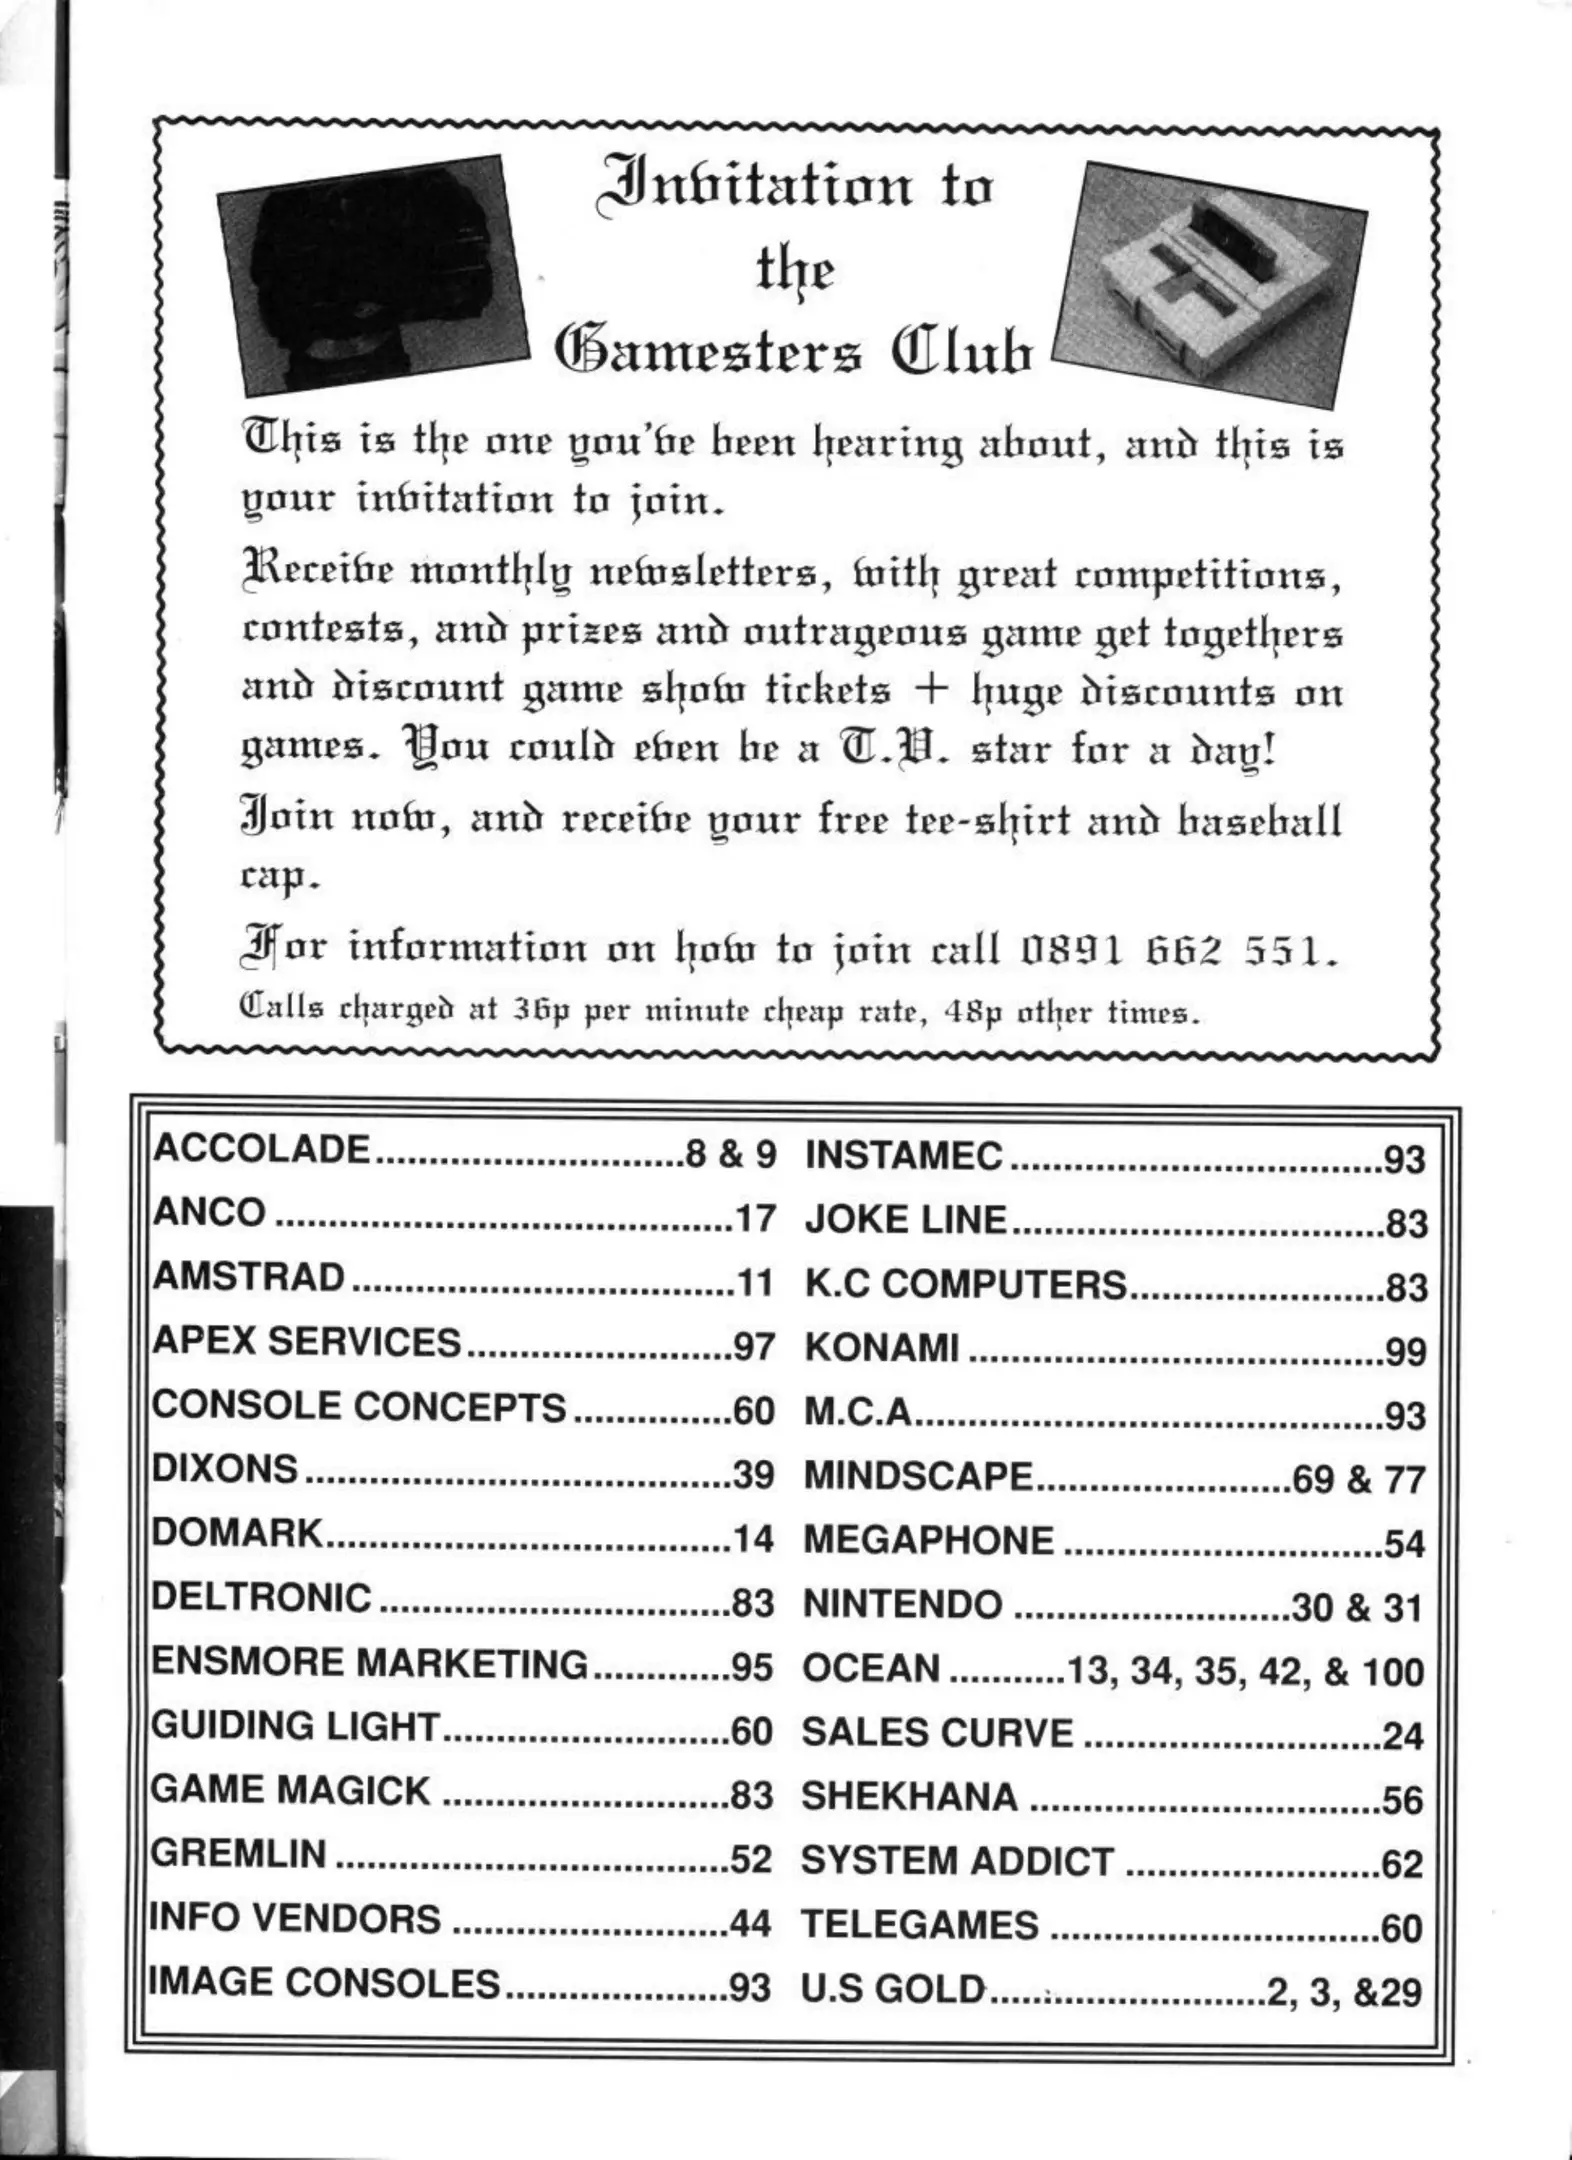 Invitation to
the
Gamesters Club
This is the one you've been hearing about, and this is
your invitation to join.
Receive monthly newsletters, with great competitions,
contests, and prizes and outrageous game get togethers
and discount game show tickets + huge discounts on
games. You could even be a T.V. star for a day!
Join now, and receive your free tee-shirt and baseball
cap.
For information on how to join call 0891 662 551.
Calls charged at 36p per minute cheap rate, 48p other times.
ACCOLADE.............................8 & 9
ANCO ...........................................17
AMSTRAD ....................................11
APEX SERVICES.........................97
CONSOLE CONCEPTS ...............60
DIXONS ........................................39
DOMARK......................................14
DELTRONIC .................................83
ENSMORE MARKETING.............95
GUIDING LIGHT...........................60
GAME MAGICK ...........................83
GREMLIN .....................................52
INFO VENDORS ..........................44
IMAGE CONSOLES.....................93
INSTAMEC ...................................93
JOKE LINE...................................83
K.C COMPUTERS........................83
KONAMI .......................................99
M.C.A............................................93
MINDSCAPE........................69 & 77
MEGAPHONE ..............................54
NINTENDO ..........................30 & 31
OCEAN ...........13, 34, 35, 42, & 100
SALES CURVE ............................24
SHEKHANA .................................56
SYSTEM ADDICT ........................62
TELEGAMES ...............................60
U.S GOLD..........................2, 3, &29